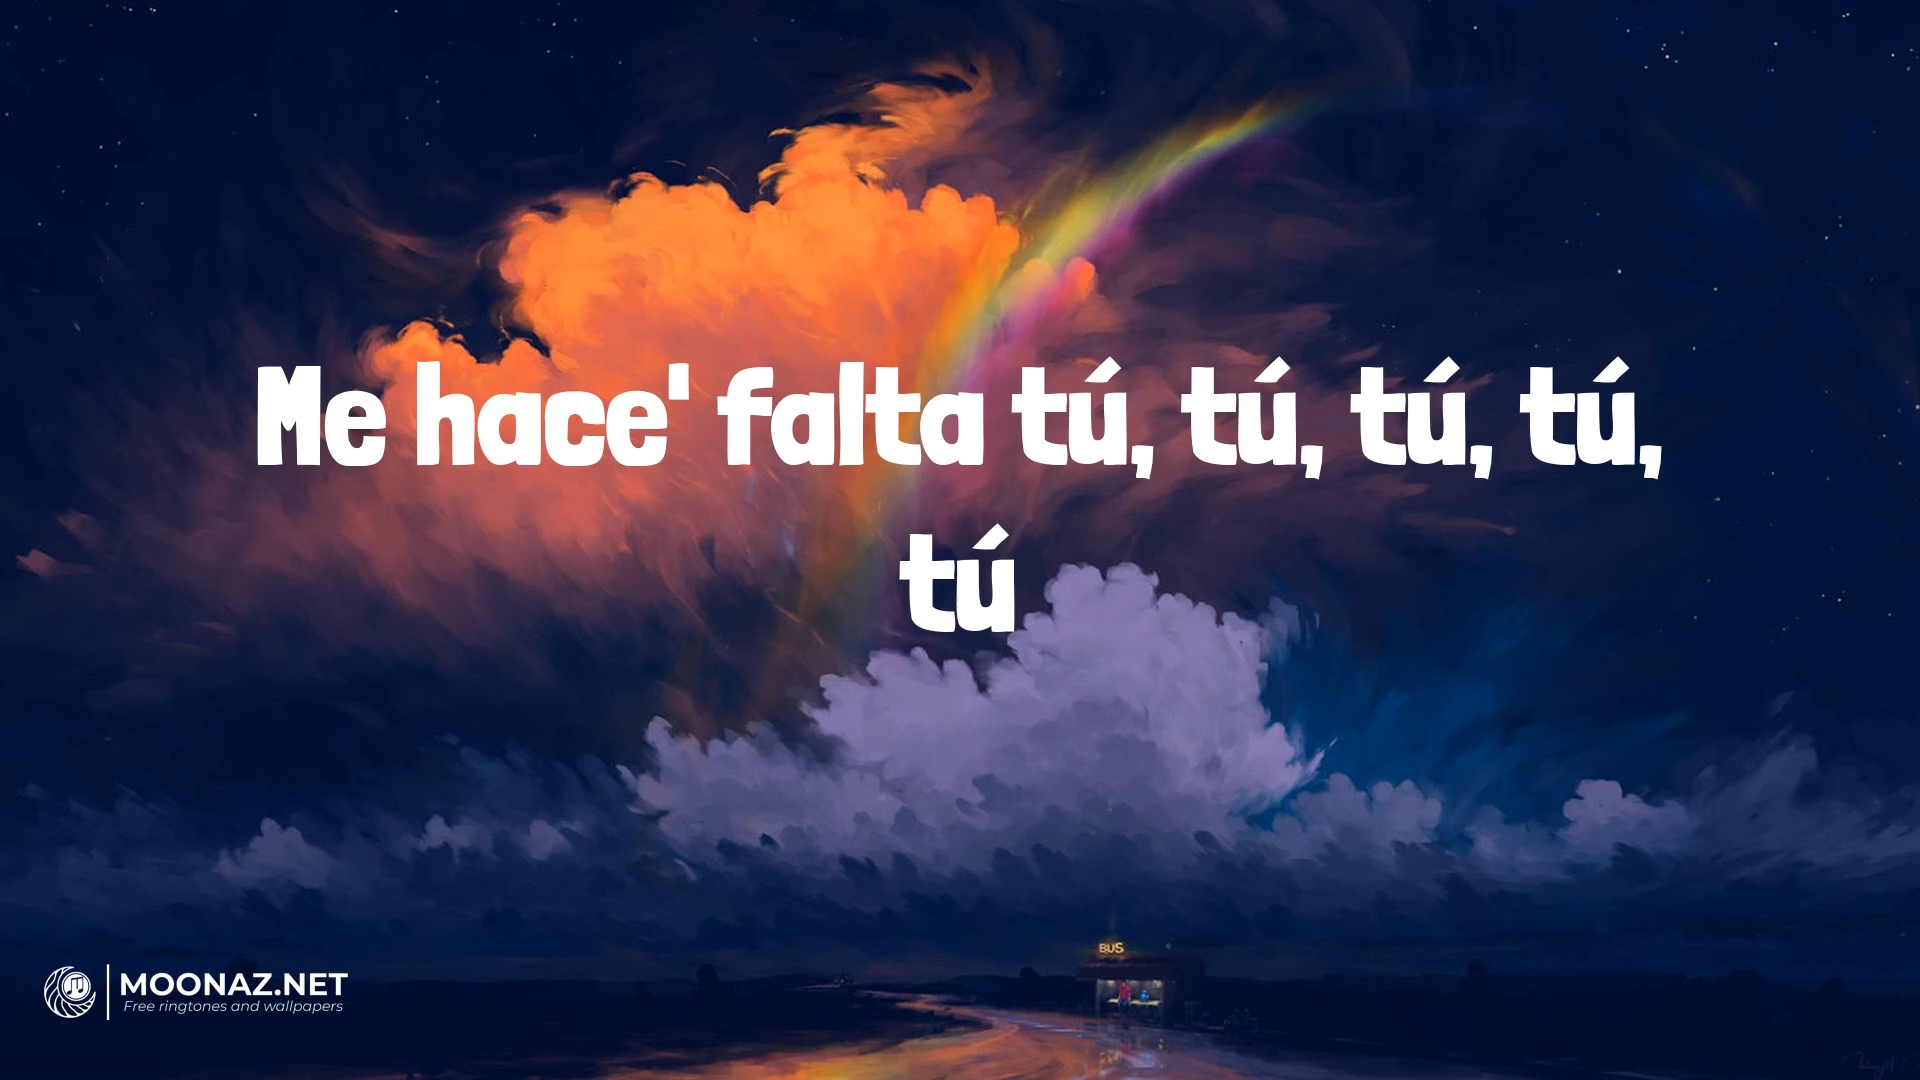 Me hace' falta tú, tú, tú, tú,
tú
BUS
MOONAZ.NET
Free ringtones and wallpapers